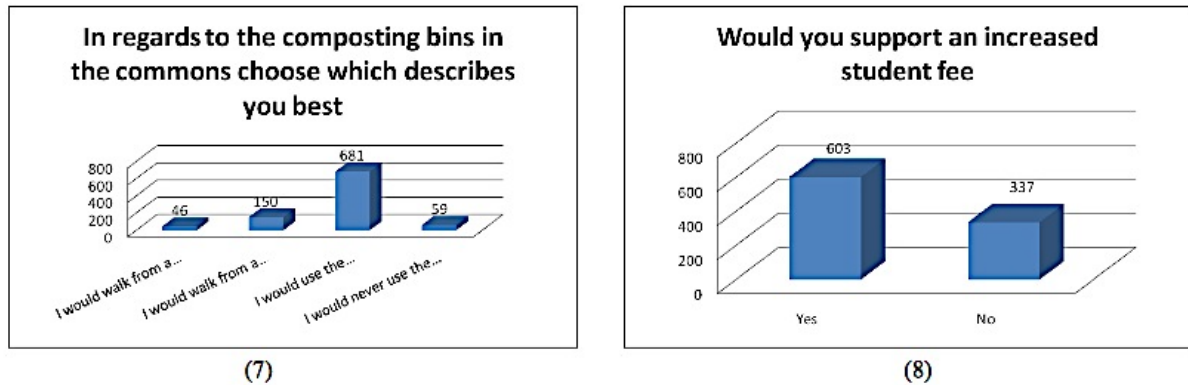 In regards to the composting bins in
the commons choose which describes
you best
800
600
400
200
0
46
150
681
59
I would walk from a...
I would walk from a...
I would use the...
I would never use the...
(7)
Would you support an increased
student fee
800
600
400
200
0
603
337
Yes
No
(8)